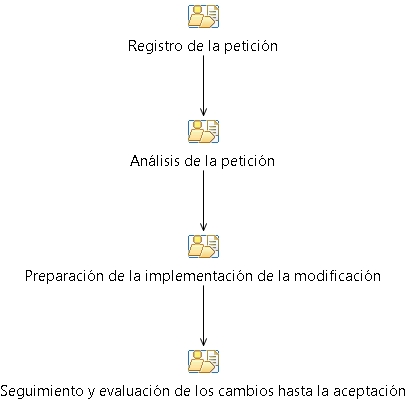 Registro de la petición
Análisis de la petición
Preparación de la implementación de la modificación
Seguimiento y evaluación de los cambios hasta la aceptación